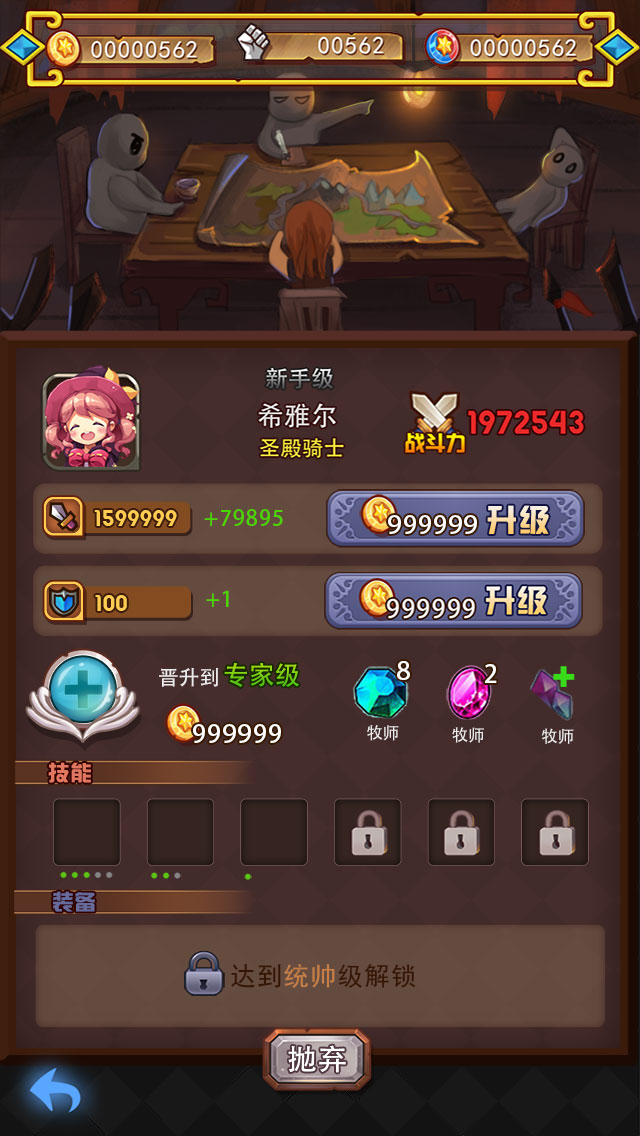 00000562 00562 00000562
新手级
希雅尔
圣殿骑士
战斗力 1972543
1599999 +79895 999999 升级
100 +1 999999 升级
晋升到 专家级
999999
8 2
牧师 牧师 牧师
技能
装备
达到统帅级解锁
抛弃